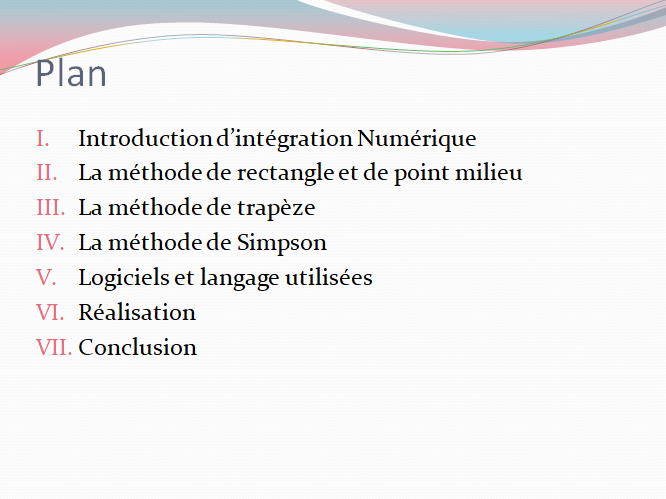 Plan
I. Introduction d’intégration Numérique
II. La méthode de rectangle et de point milieu
III. La méthode de trapèze
IV. La méthode de Simpson
V. Logiciels et langage utilisées
VI. Réalisation
VII. Conclusion